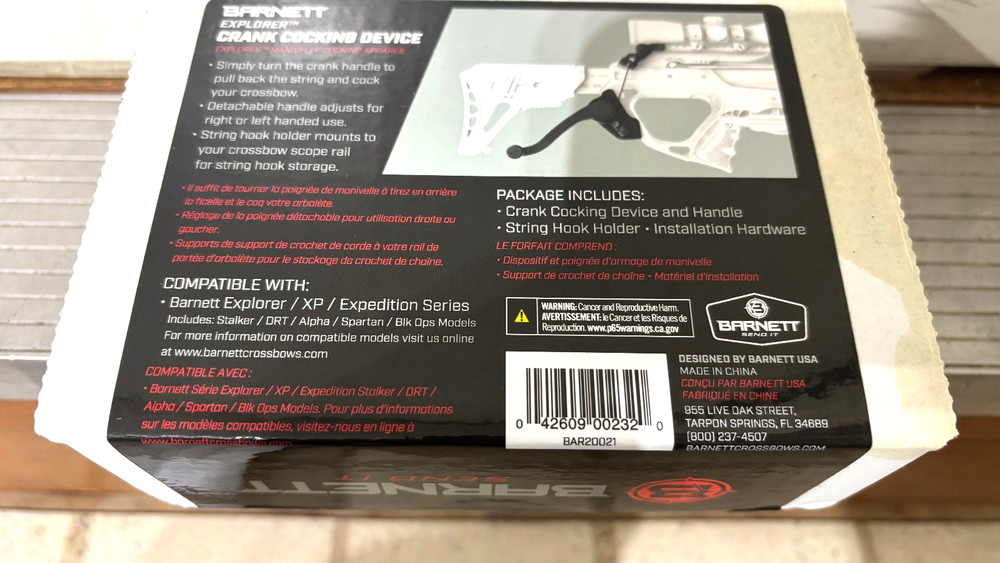 BARNETT
EXPLORER™
CRANK COCKING DEVICE
EXPLORER™
• Simply turn the crank handle to
pull back the string and cock
your crossbow.
• Detachable handle adjusts for
right or left handed use.
• String hook holder mounts to
your crossbow scope rail
for string hook storage.
• Il suffit de tourner la poignée de manivelle à tirez en arrière
la ficelle et le coq votre arbalète.
• Réglage de la poignée détachable pour utilisation droite ou
gaucher.
• Supports de support de crochet de corde à votre rail de
portée d'arbalète pour le stockage de crochet de chaîne.
COMPATIBLE WITH:
• Barnett Explorer / XP / Expedition Series
Includes: Stalker / DRT / Alpha / Spartan / Blk Ops Models
For more information on compatible models visit us online
at www.barnettcrossbows.com
COMPATIBLE AVEC:
• Barnett Série Explorer / XP / Expedition Stalker / DRT /
Alpha / Spartan / Blk Ops Models. Pour plus d'informations
sur les modèles compatibles, visitez-nous en ligne à
www.barnettcrossbows.com
PACKAGE INCLUDES:
• Crank Cocking Device and Handle
• String Hook Holder • Installation Hardware
LE FORFAIT COMPREND :
• Dispositif et poignée d'armage de manivelle
• Support de crochet de chaîne • Matériel d'installation
WARNING: Cancer and Reproductive Harm.
AVERTISSEMENT: le Cancer et les Risques de
Reproduction. www.p65warnings.ca.gov
BARNETT
SEND IT
0 42609 00232 0
BAR20021
DESIGNED BY BARNETT USA
MADE IN CHINA
CONÇU PAR BARNETT USA
FABRIQUÉ EN CHINE
955 LIVE OAK STREET,
TARPON SPRINGS, FL 34689
(800) 237-4507
BARNETTCROSSBOWS.COM
BARNETT
SEND IT